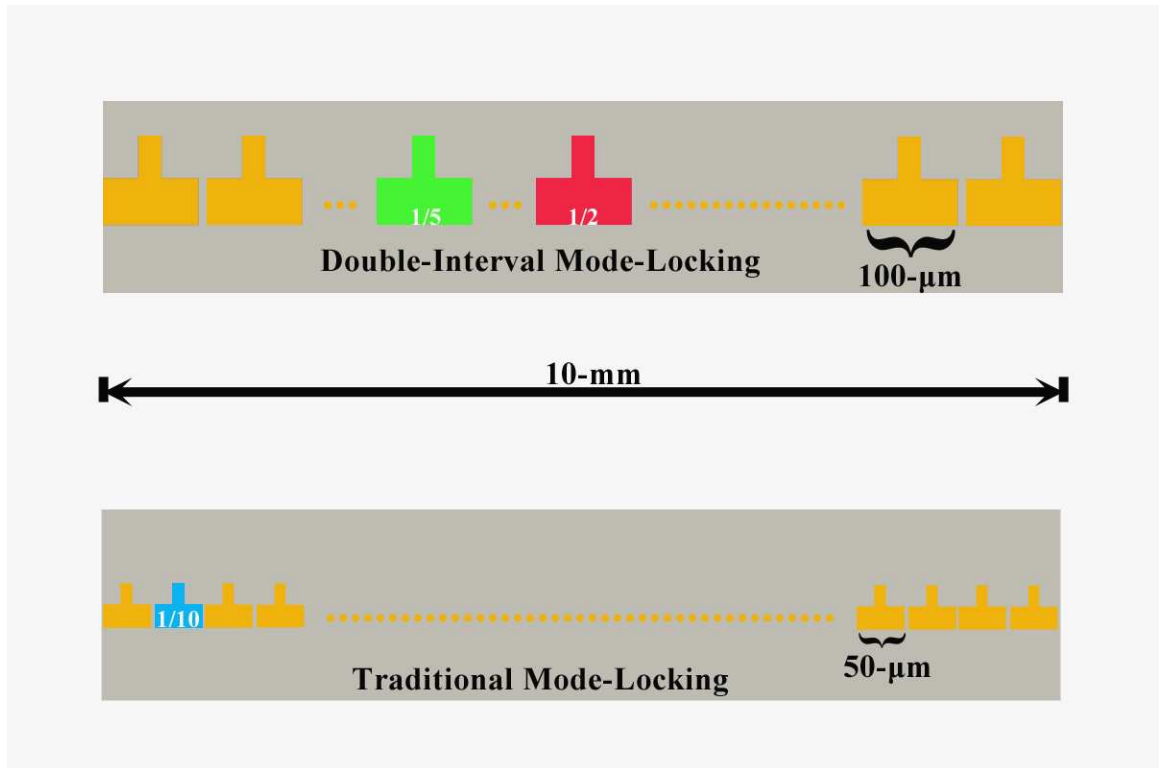 1/5
1/2
Double-Interval Mode-Locking
100-μm
10-mm
1/10
50-μm
Traditional Mode-Locking